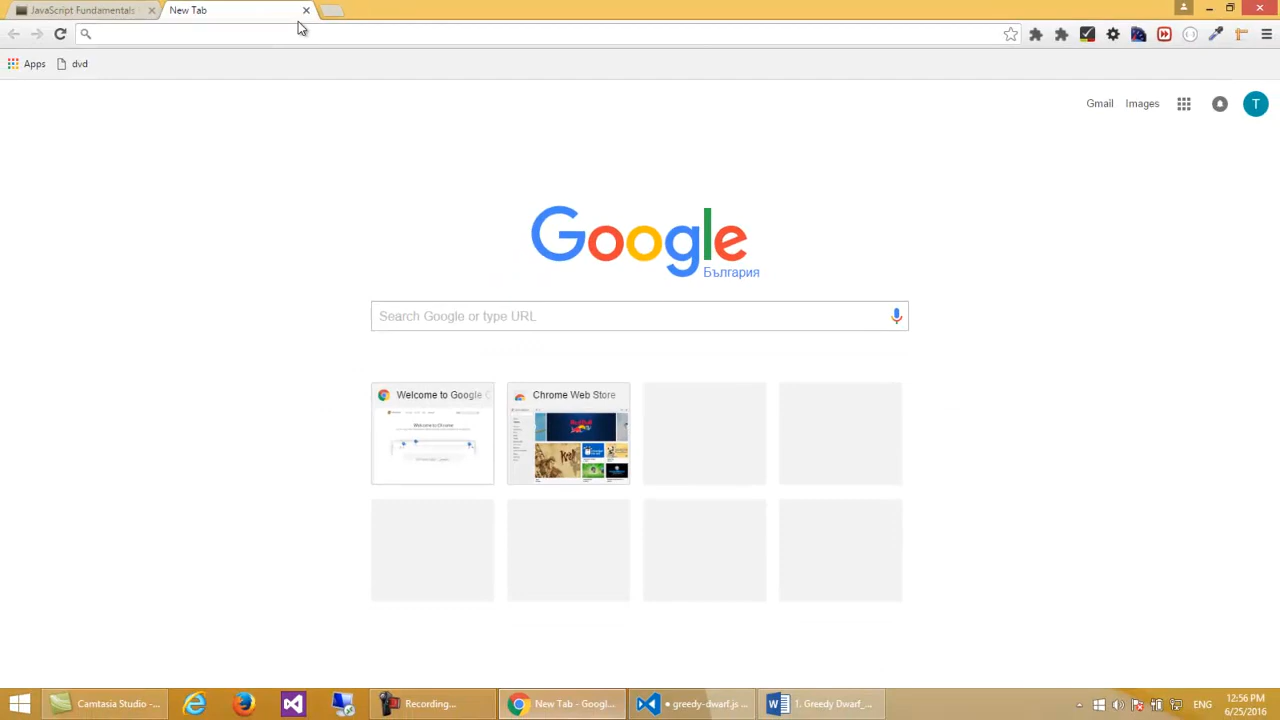 JavaScript Fundamentals
New Tab
Apps
dvd
Gmail
Images
T
Google
България
Search Google or type URL
Welcome to Google C
Chrome Web Store
Camtasia Studio -...
Recording...
New Tab - Googl...
• greedy-dwarf.js ...
1. Greedy Dwarf_...
ENG
12:56 PM
6/25/2016